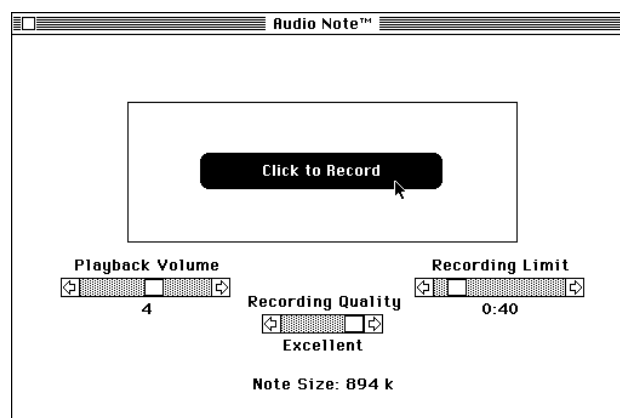 Audio Note™
Click to Record
Playback Volume
4
Recording Quality
Excellent
Recording Limit
0:40
Note Size: 894 k